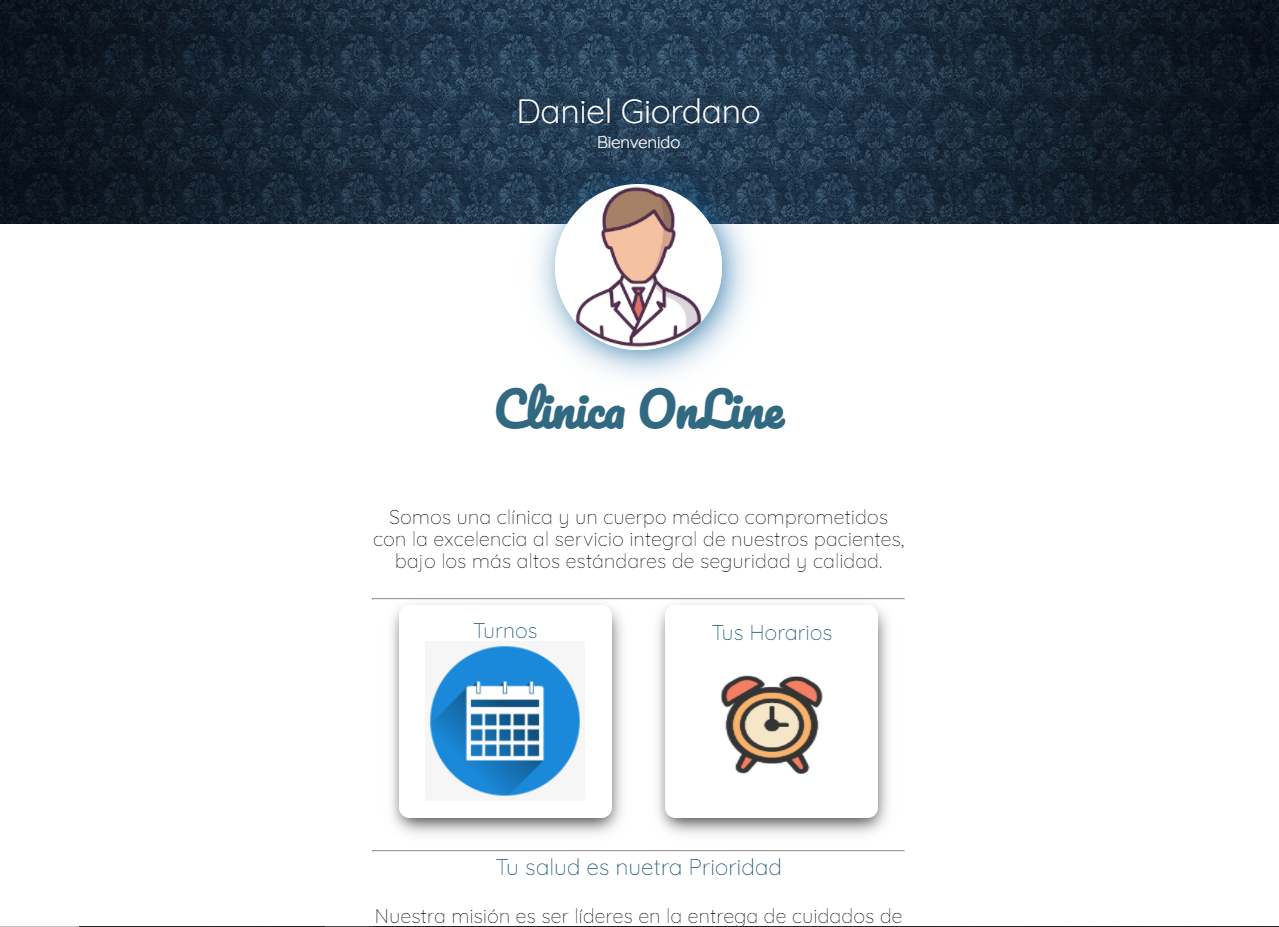 Daniel Giordano
Bienvenido
Clinica OnLine
Somos una clínica y un cuerpo médico comprometidos
con la excelencia al servicio integral de nuestros pacientes,
bajo los más altos estándares de seguridad y calidad.
Turnos
Tus Horarios
Tu salud es nuetra Prioridad
Nuestra misión es ser líderes en la entrega de cuidados de